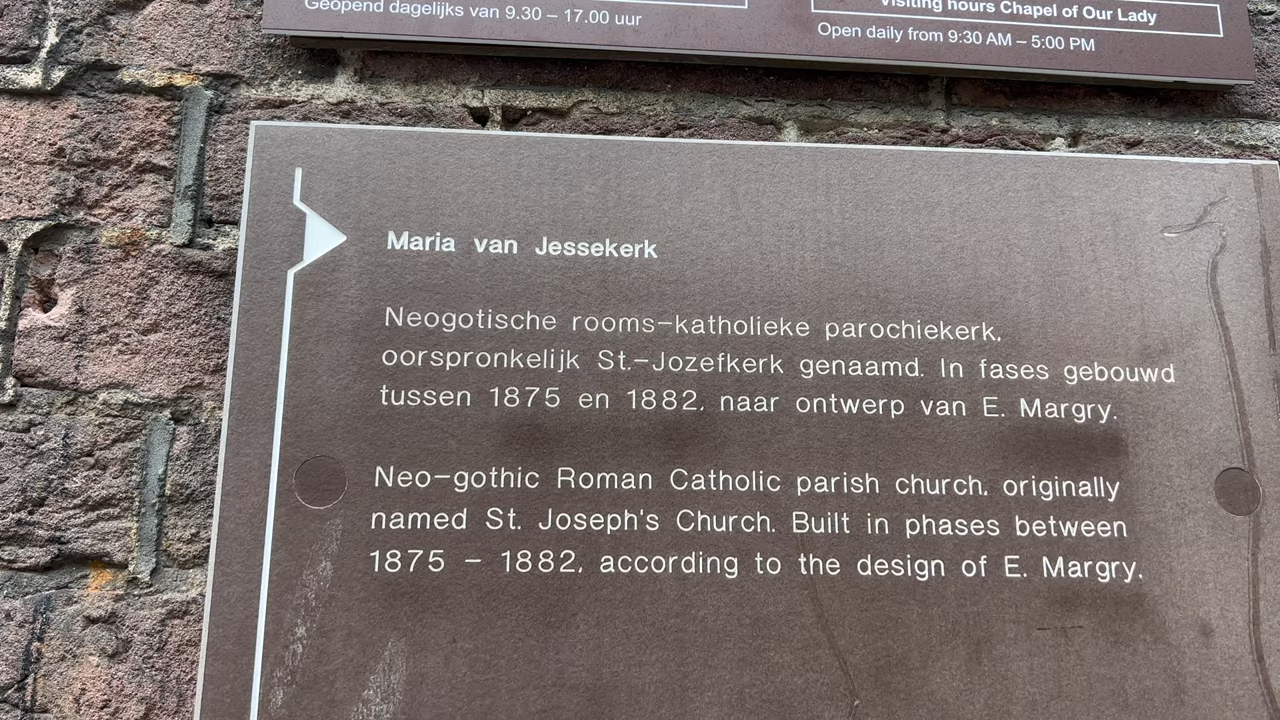 Geopend dagelijks van 9.30 – 17.00 uur
Visiting hours Chapel of Our Lady
Open daily from 9:30 AM – 5:00 PM
Maria van Jessekerk
Neogotische rooms-katholieke parochiekerk,
oorspronkelijk St.-Jozefkerk genaamd. In fases gebouwd
tussen 1875 en 1882, naar ontwerp van E. Margry.
Neo-gothic Roman Catholic parish church, originally
named St. Joseph's Church. Built in phases between
1875 – 1882, according to the design of E. Margry.